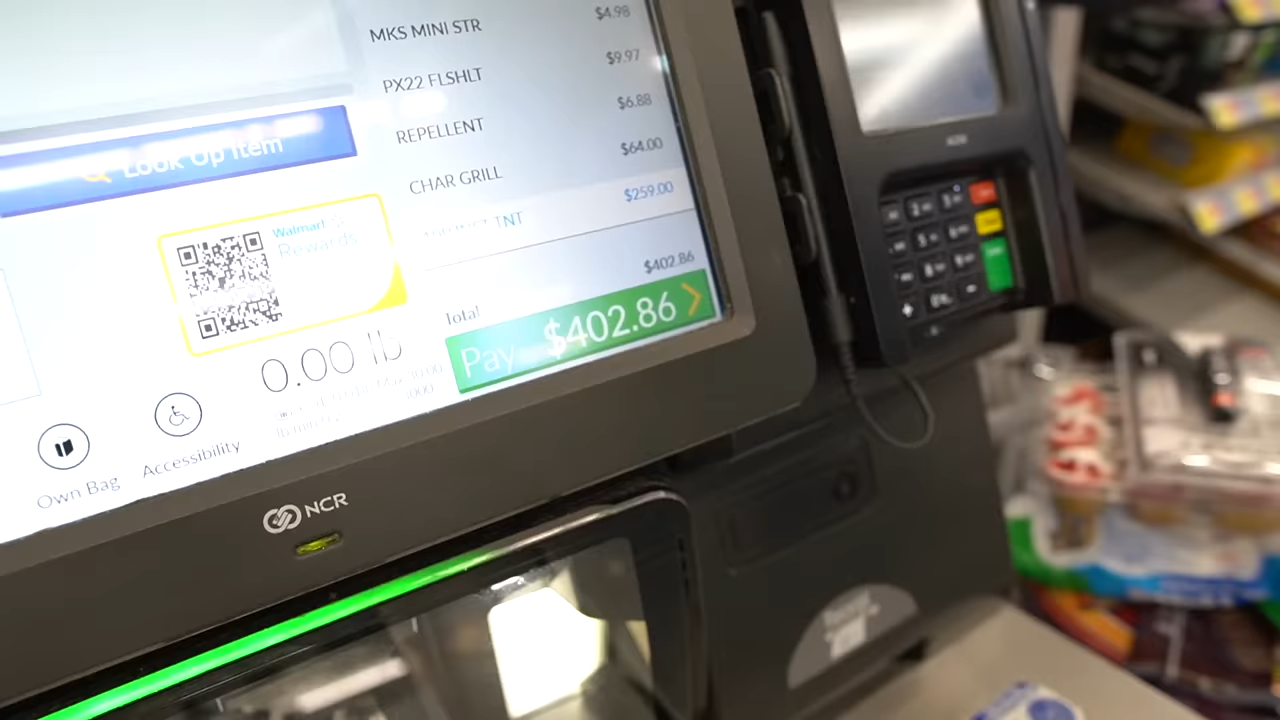 MKS MINI STR $4.98
PX22 FLSHLT $9.97
REPELLENT $6.88
CHAR GRILL $64.00
TNT $259.00
$402.86
Total
Pay $402.86
Look Up Item
Walmart
Rewards
0.00 lb
Own Bag
Accessibility
NCR